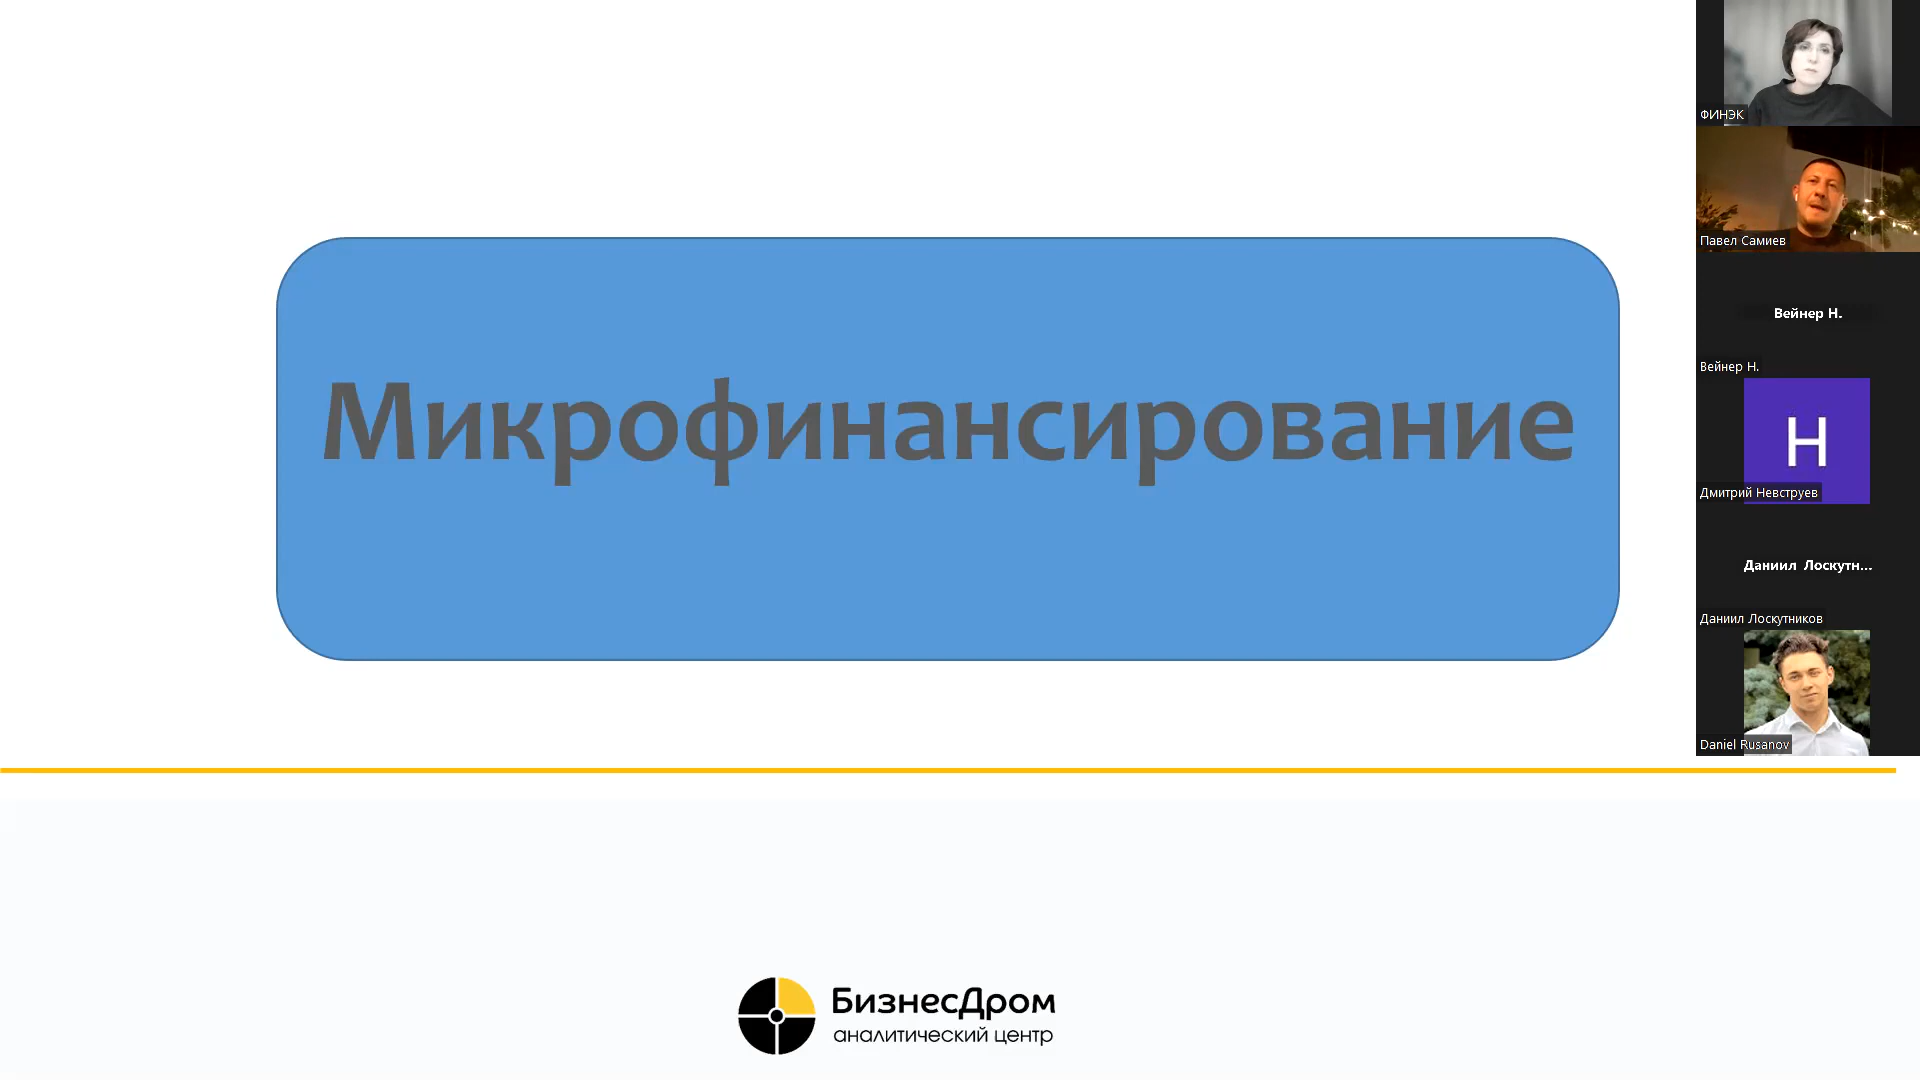 Микрофинансирование
БизнесДром
аналитический центр
ФИНЭК
Павел Самиев
Вейнер Н.
Вейнер Н.
Н
Дмитрий Невструев
Даниил Лоскутн...
Даниил Лоскутников
Daniel Rusanov